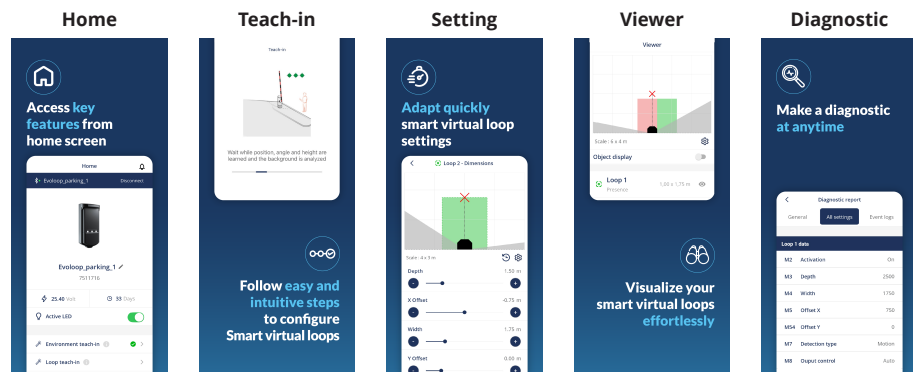 Home
Access key
features from
home screen
Home
Evoloop_parking_1
Disconnect
Evoloop_parking_1
7511716
25.40 Volt
33 Days
Active LED
Environment teach-in
Loop teach-in
Teach-in
Teach-in
Wait while position, angle and height are
learned and the background is analyzed
Follow easy and
intuitive steps
to configure
Smart virtual loops
Setting
Adapt quickly
smart virtual loop
settings
Loop 2 - Dimensions
Scale : 4 x 3 m
Depth
1.50 m
X Offset
-0.75 m
Width
1.75 m
Y Offset
0.00 m
Viewer
Viewer
Scale : 6 x 4 m
Object display
Loop 1
Presence
1,00 x 1,75 m
Visualize your
smart virtual loops
effortlessly
Diagnostic
Make a diagnostic
at anytime
Diagnostic report
General
All settings
Event logs
Loop 1 data
M2 Activation On
M3 Depth 2500
M4 Width 1750
M5 Offset X 750
M54 Offset Y 0
M7 Detection type Motion
M8 Ouput control Auto